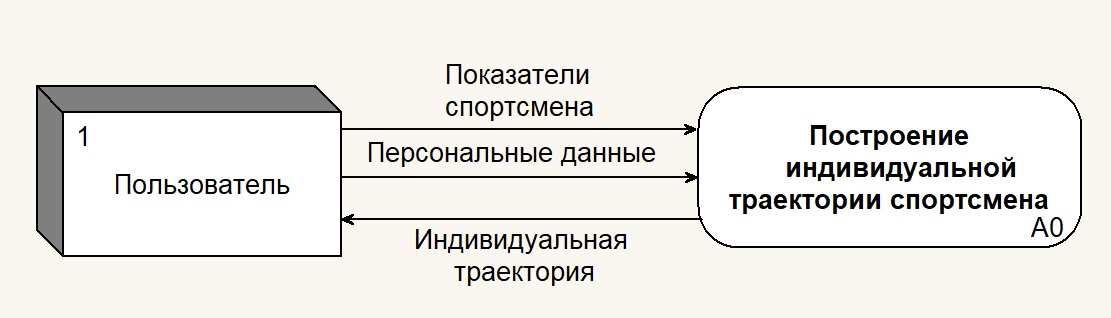 Показатели
спортсмена
1
Пользователь
Персональные данные
Индивидуальная
траектория
Построение
индивидуальной
траектории спортсмена
A0